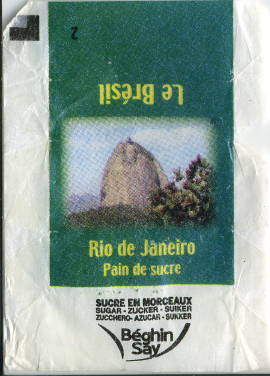 2
Le Brésil
Rio de Janeiro
Pain de sucre
SUCRE EN MORCEAUX
SUGAR - ZUCKER - SUIKER
ZUCCHERO - AZUCAR - SUKKER
Béghin
Say